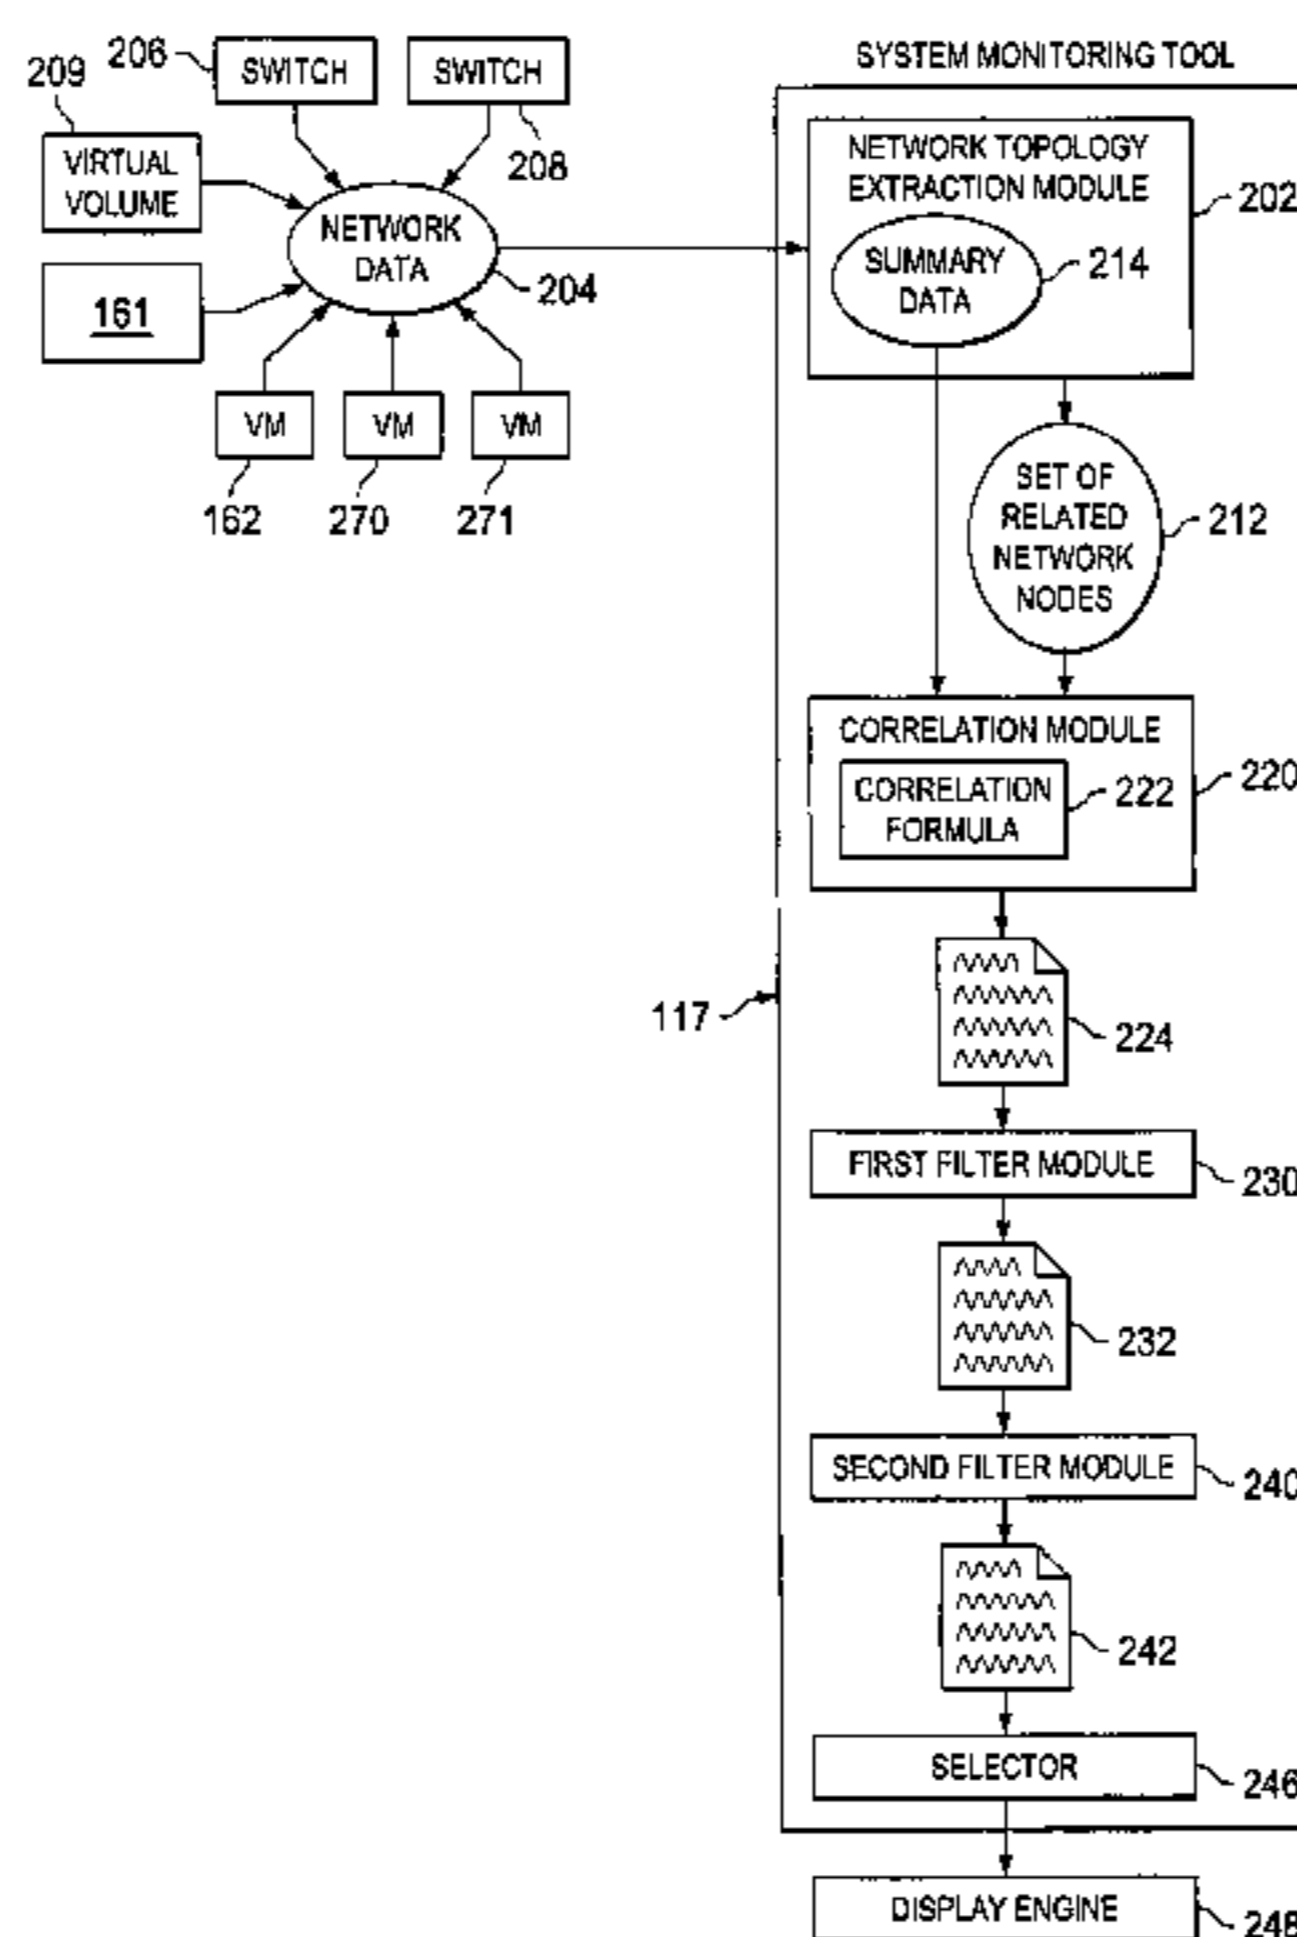 SYSTEM MONITORING TOOL
206
SWITCH
SWITCH
208
209
VIRTUAL
VOLUME
NETWORK
DATA
204
161
VM
VM
VM
162
270
271
NETWORK TOPOLOGY
EXTRACTION MODULE
202
SUMMARY
DATA
214
SET OF
RELATED
NETWORK
NODES
212
CORRELATION MODULE
220
CORRELATION
FORMULA
222
117
224
FIRST FILTER MODULE
230
232
SECOND FILTER MODULE
240
242
SELECTOR
246
DISPLAY ENGINE
248